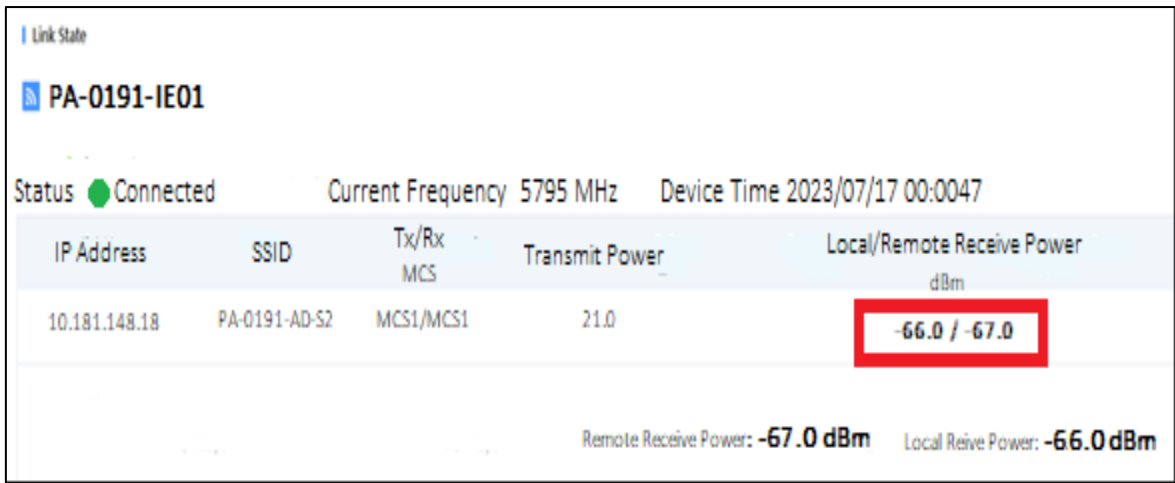 Link State
PA-0191-IE01
Status Connected Current Frequency 5795 MHz Device Time 2023/07/17 00:0047
IP Address SSID Tx/Rx MCS Transmit Power Local/Remote Receive Power dBm
10.181.148.18 PA-0191-AD-S2 MCS1/MCS1 21.0 -66.0 / -67.0
Remote Receive Power: -67.0 dBm Local Reive Power: -66.0 dBm